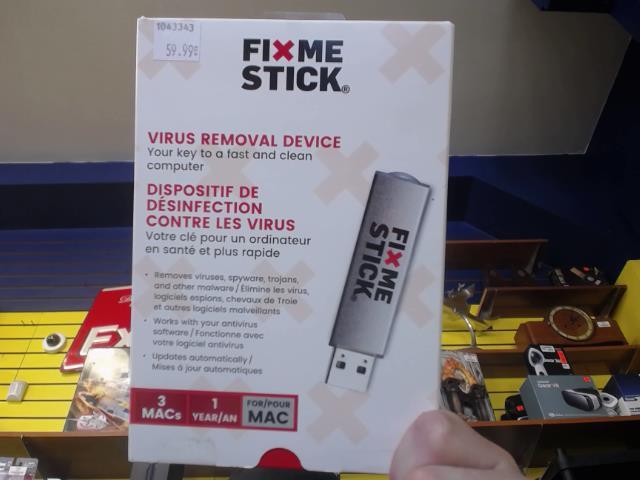 1043343
59.99
FIXME
STICK®
VIRUS REMOVAL DEVICE
Your key to a fast and clean
computer
DISPOSITIF DE
DÉSINFECTION
CONTRE LES VIRUS
Votre clé pour un ordinateur
en santé et plus rapide
• Removes viruses, spyware, trojans,
and other malware / Élimine les virus,
logiciels espions, chevaux de Troie
et autres logiciels malveillants
• Works with your antivirus
software / Fonctionne avec
votre logiciel antivirus
• Updates automatically /
Mises à jour automatiques
3
MACs
1
YEAR/AN
FOR/POUR
MAC
FIXME
STICK
Gear VR